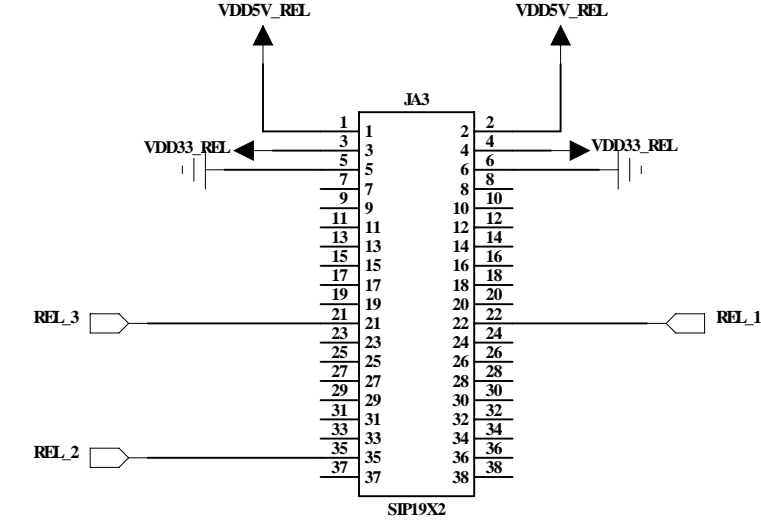 VDD5V_REL VDD5V_REL
JA3
1 1 2 2
VDD33_REL 3 3 4 4 VDD33_REL
5 5 6 6
7 7 8 8
9 9 10 10
11 11 12 12
13 13 14 14
15 15 16 16
17 17 18 18
19 19 20 20
REL_3 21 21 22 22 REL_1
23 23 24 24
25 25 26 26
27 27 28 28
29 29 30 30
31 31 32 32
33 33 34 34
REL_2 35 35 36 36
37 37 38 38
SIP19X2